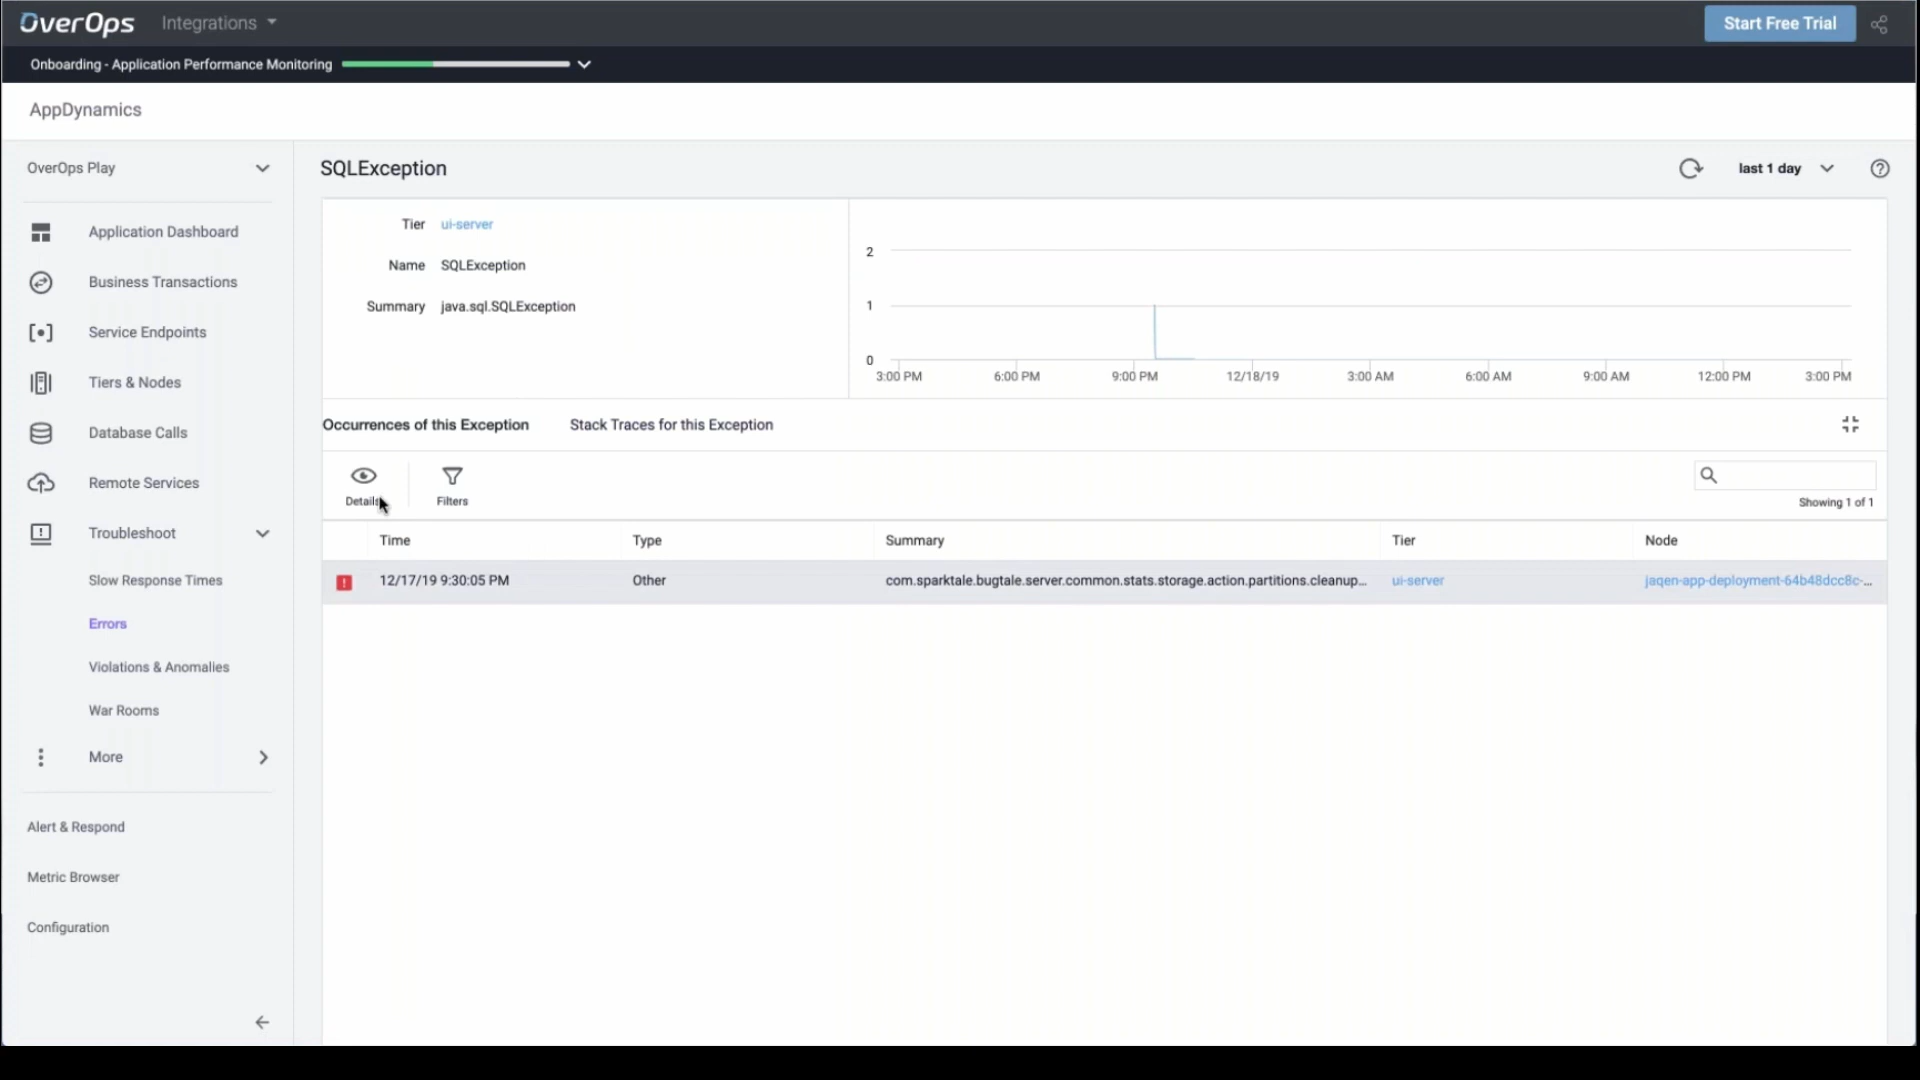 OverOps
Integrations
Start Free Trial
Onboarding - Application Performance Monitoring
AppDynamics
OverOps Play
Application Dashboard
Business Transactions
Service Endpoints
Tiers & Nodes
Database Calls
Remote Services
Troubleshoot
Slow Response Times
Errors
Violations & Anomalies
War Rooms
More
Alert & Respond
Metric Browser
Configuration
SQLException
last 1 day
Tier ui-server
Name SQLException
Summary java.sql.SQLException
2
1
0
3:00 PM 6:00 PM 9:00 PM 12/18/19 3:00 AM 6:00 AM 9:00 AM 12:00 PM 3:00 PM
Occurrences of this Exception Stack Traces for this Exception
Details Filters
Showing 1 of 1
Time Type Summary Tier Node
12/17/19 9:30:05 PM Other com.sparktale.bugtale.server.common.stats.storage.action.partitions.cleanup... ui-server jaqen-app-deployment-64b48dcc8c-...